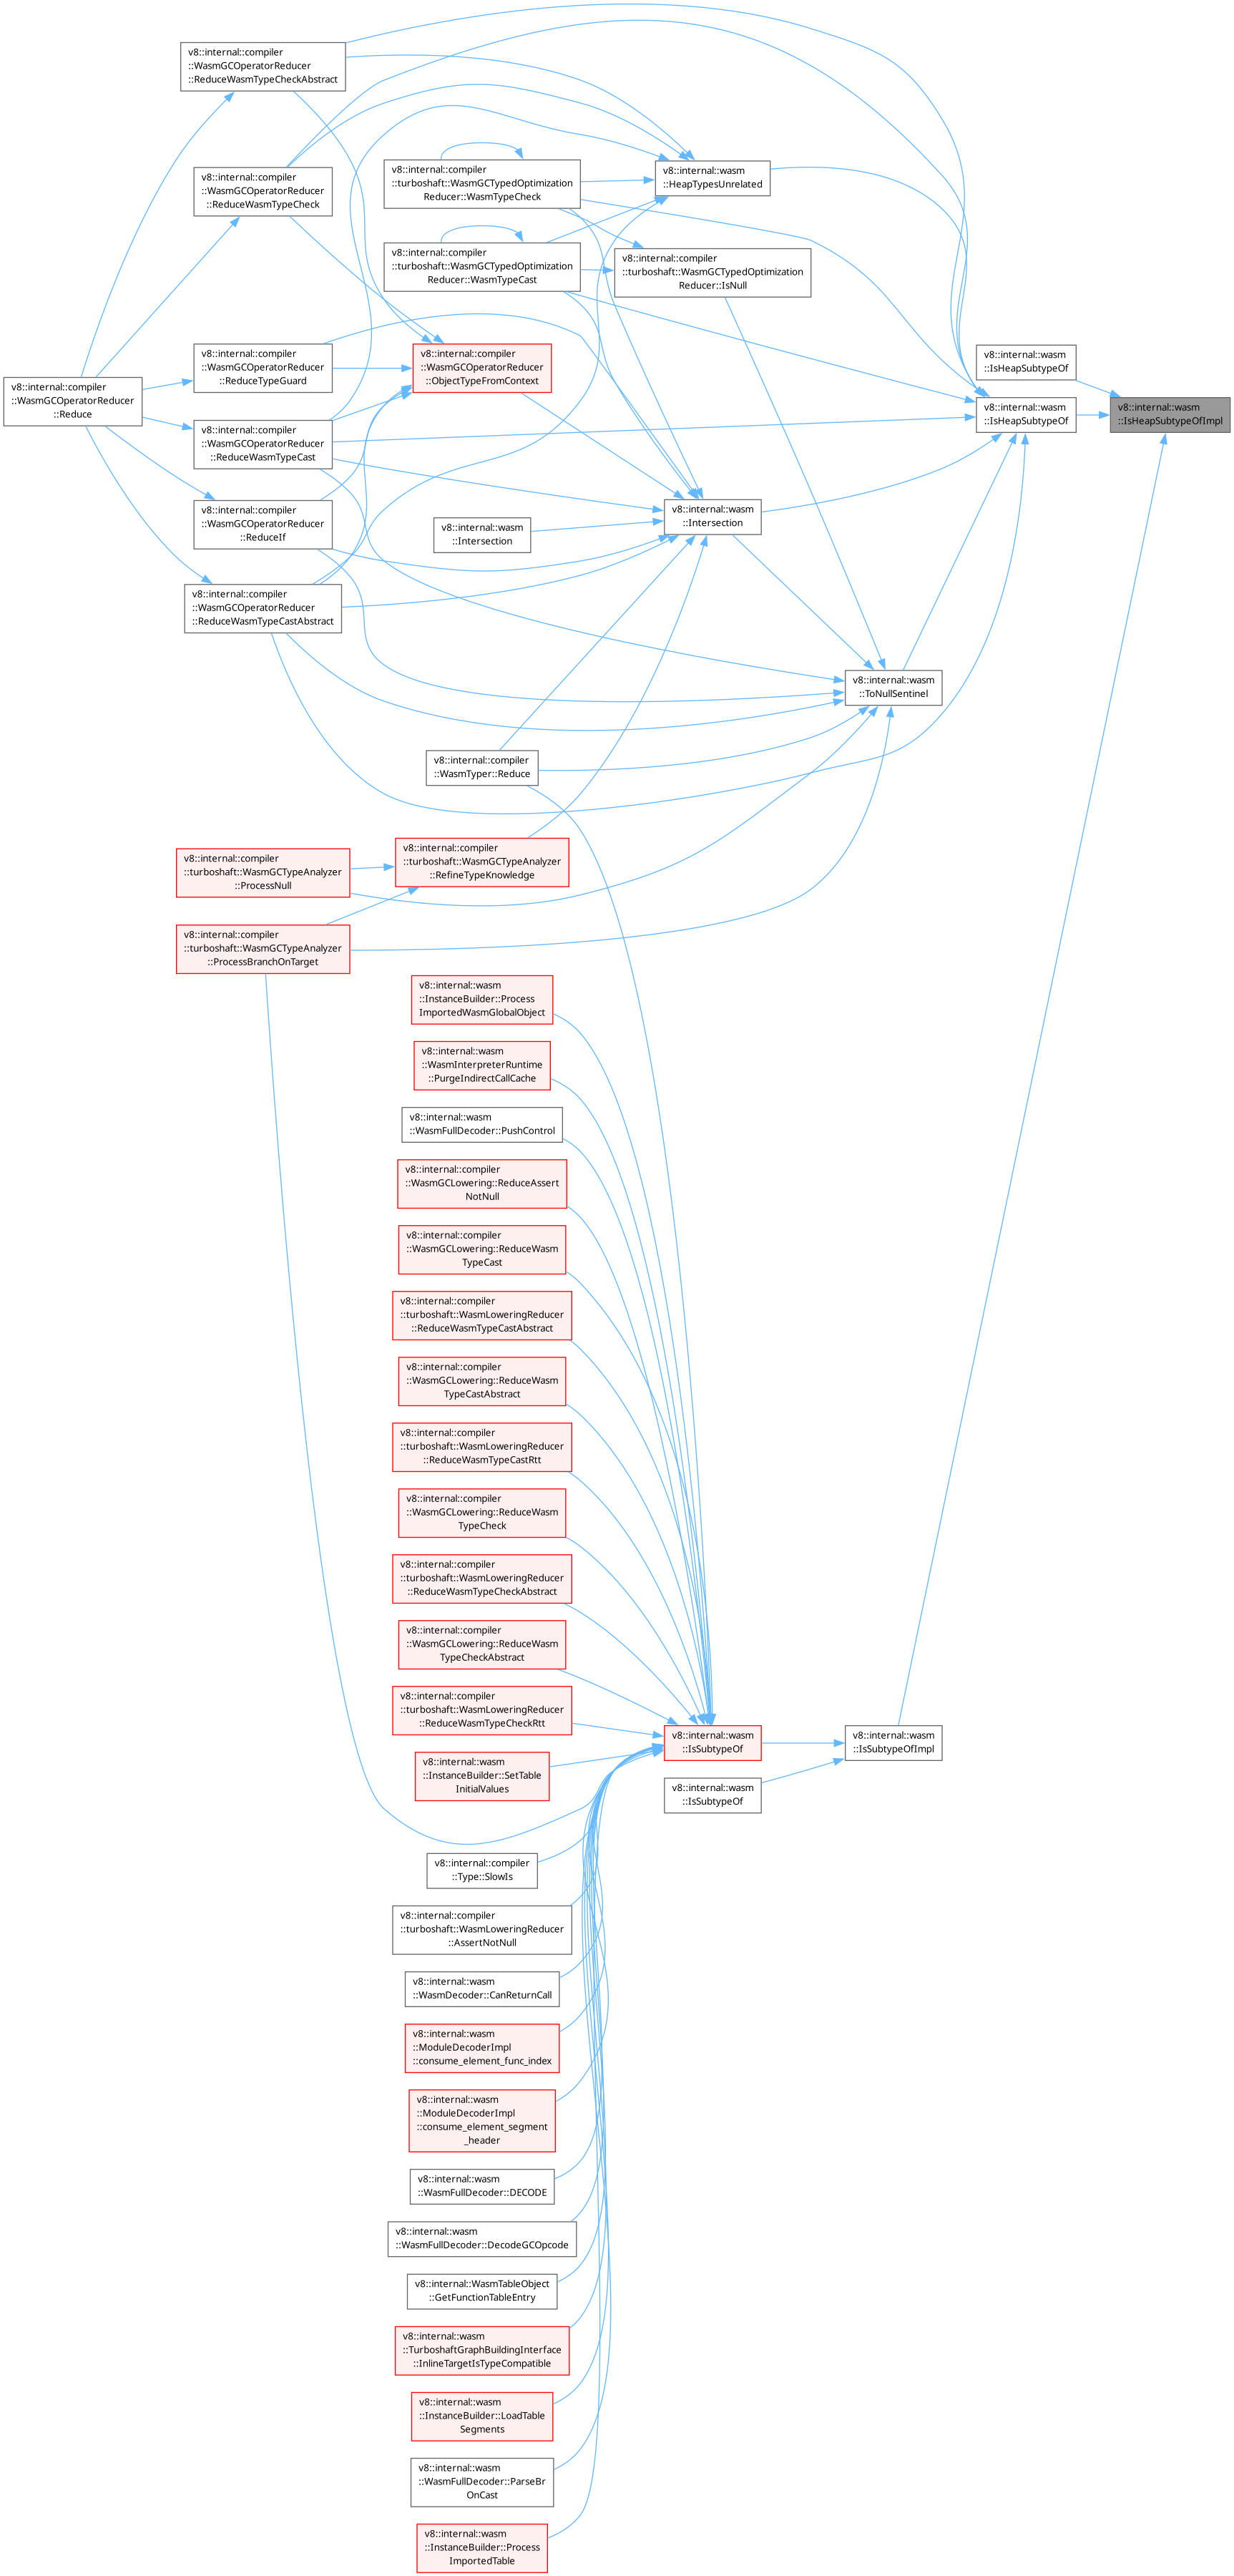 v8::internal::compiler
::WasmGCOperatorReducer
::ReduceWasmTypeCheckAbstract
v8::internal::compiler
::WasmGCOperatorReducer
::ReduceWasmTypeCheck
v8::internal::compiler
::turboshaft::WasmGCTypedOptimization
Reducer::WasmTypeCheck
v8::internal::wasm
::HeapTypesUnrelated
v8::internal::compiler
::turboshaft::WasmGCTypedOptimization
Reducer::WasmTypeCast
v8::internal::compiler
::turboshaft::WasmGCTypedOptimization
Reducer::IsNull
v8::internal::compiler
::WasmGCOperatorReducer
::ReduceTypeGuard
v8::internal::compiler
::WasmGCOperatorReducer
::ObjectTypeFromContext
v8::internal::wasm
::IsHeapSubtypeOf
v8::internal::compiler
::WasmGCOperatorReducer
::Reduce
v8::internal::wasm
::IsHeapSubtypeOf
v8::internal::wasm
::IsHeapSubtypeOfImpl
v8::internal::compiler
::WasmGCOperatorReducer
::ReduceWasmTypeCast
v8::internal::compiler
::WasmGCOperatorReducer
::ReduceIf
v8::internal::wasm
::Intersection
v8::internal::wasm
::Intersection
v8::internal::compiler
::WasmGCOperatorReducer
::ReduceWasmTypeCastAbstract
v8::internal::wasm
::ToNullSentinel
v8::internal::compiler
::WasmTyper::Reduce
v8::internal::compiler
::turboshaft::WasmGCTypeAnalyzer
::ProcessNull
v8::internal::compiler
::turboshaft::WasmGCTypeAnalyzer
::RefineTypeKnowledge
v8::internal::compiler
::turboshaft::WasmGCTypeAnalyzer
::ProcessBranchOnTarget
v8::internal::wasm
::InstanceBuilder::Process
ImportedWasmGlobalObject
v8::internal::wasm
::WasmInterpreterRuntime
::PurgeIndirectCallCache
v8::internal::wasm
::WasmFullDecoder::PushControl
v8::internal::compiler
::WasmGCLowering::ReduceAssert
NotNull
v8::internal::compiler
::WasmGCLowering::ReduceWasm
TypeCast
v8::internal::compiler
::turboshaft::WasmLoweringReducer
::ReduceWasmTypeCastAbstract
v8::internal::compiler
::WasmGCLowering::ReduceWasm
TypeCastAbstract
v8::internal::compiler
::turboshaft::WasmLoweringReducer
::ReduceWasmTypeCastRtt
v8::internal::compiler
::WasmGCLowering::ReduceWasm
TypeCheck
v8::internal::compiler
::turboshaft::WasmLoweringReducer
::ReduceWasmTypeCheckAbstract
v8::internal::compiler
::WasmGCLowering::ReduceWasm
TypeCheckAbstract
v8::internal::compiler
::turboshaft::WasmLoweringReducer
::ReduceWasmTypeCheckRtt
v8::internal::wasm
::IsSubtypeOf
v8::internal::wasm
::IsSubtypeOfImpl
v8::internal::wasm
::InstanceBuilder::SetTable
InitialValues
v8::internal::wasm
::IsSubtypeOf
v8::internal::compiler
::Type::SlowIs
v8::internal::compiler
::turboshaft::WasmLoweringReducer
::AssertNotNull
v8::internal::wasm
::WasmDecoder::CanReturnCall
v8::internal::wasm
::ModuleDecoderImpl
::consume_element_func_index
v8::internal::wasm
::ModuleDecoderImpl
::consume_element_segment
_header
v8::internal::wasm
::WasmFullDecoder::DECODE
v8::internal::wasm
::WasmFullDecoder::DecodeGCOpcode
v8::internal::WasmTableObject
::GetFunctionTableEntry
v8::internal::wasm
::TurboshaftGraphBuildingInterface
::InlineTargetIsTypeCompatible
v8::internal::wasm
::InstanceBuilder::LoadTable
Segments
v8::internal::wasm
::WasmFullDecoder::ParseBr
OnCast
v8::internal::wasm
::InstanceBuilder::Process
ImportedTable